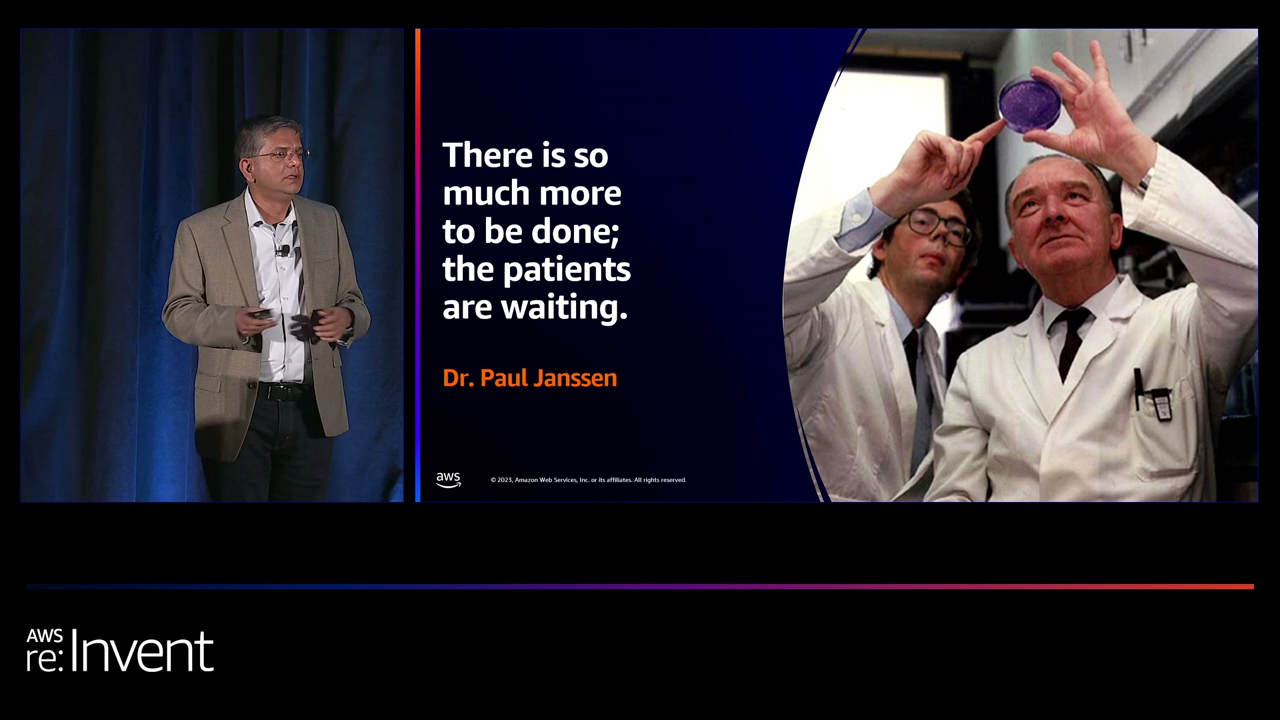 There is so
much more
to be done;
the patients
are waiting.
Dr. Paul Janssen
aws
© 2023, Amazon Web Services, Inc. or its affiliates. All rights reserved.
AWS
re:Invent